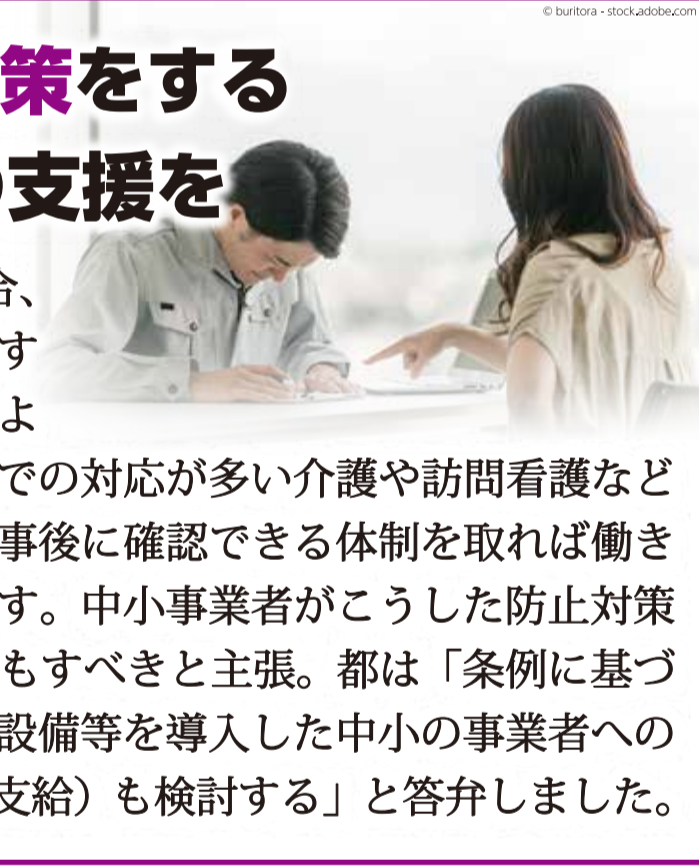 © buritora - stock.adobe.com
策をする
支援を
合、
す
よ
での対応が多い介護や訪問看護など
事後に確認できる体制を取れば働き
す。中小事業者がこうした防止対策
もすべきと主張。都は「条例に基づ
設備等を導入した中小の事業者への
支給）も検討する」と答弁しました。